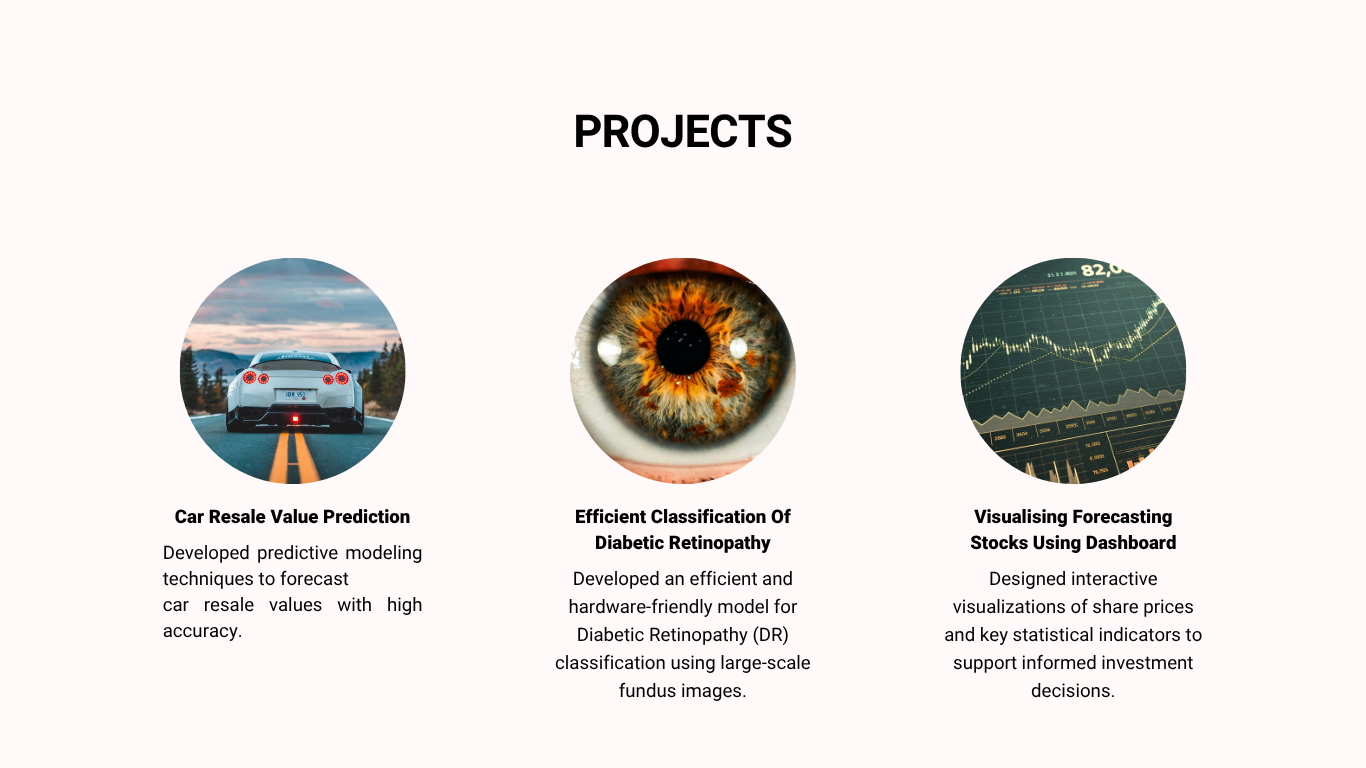 PROJECTS
82,0
Car Resale Value Prediction
Developed predictive modeling
techniques to forecast
car resale values with high
accuracy.
Efficient Classification Of
Diabetic Retinopathy
Developed an efficient and
hardware-friendly model for
Diabetic Retinopathy (DR)
classification using large-scale
fundus images.
Visualising Forecasting
Stocks Using Dashboard
Designed interactive
visualizations of share prices
and key statistical indicators to
support informed investment
decisions.